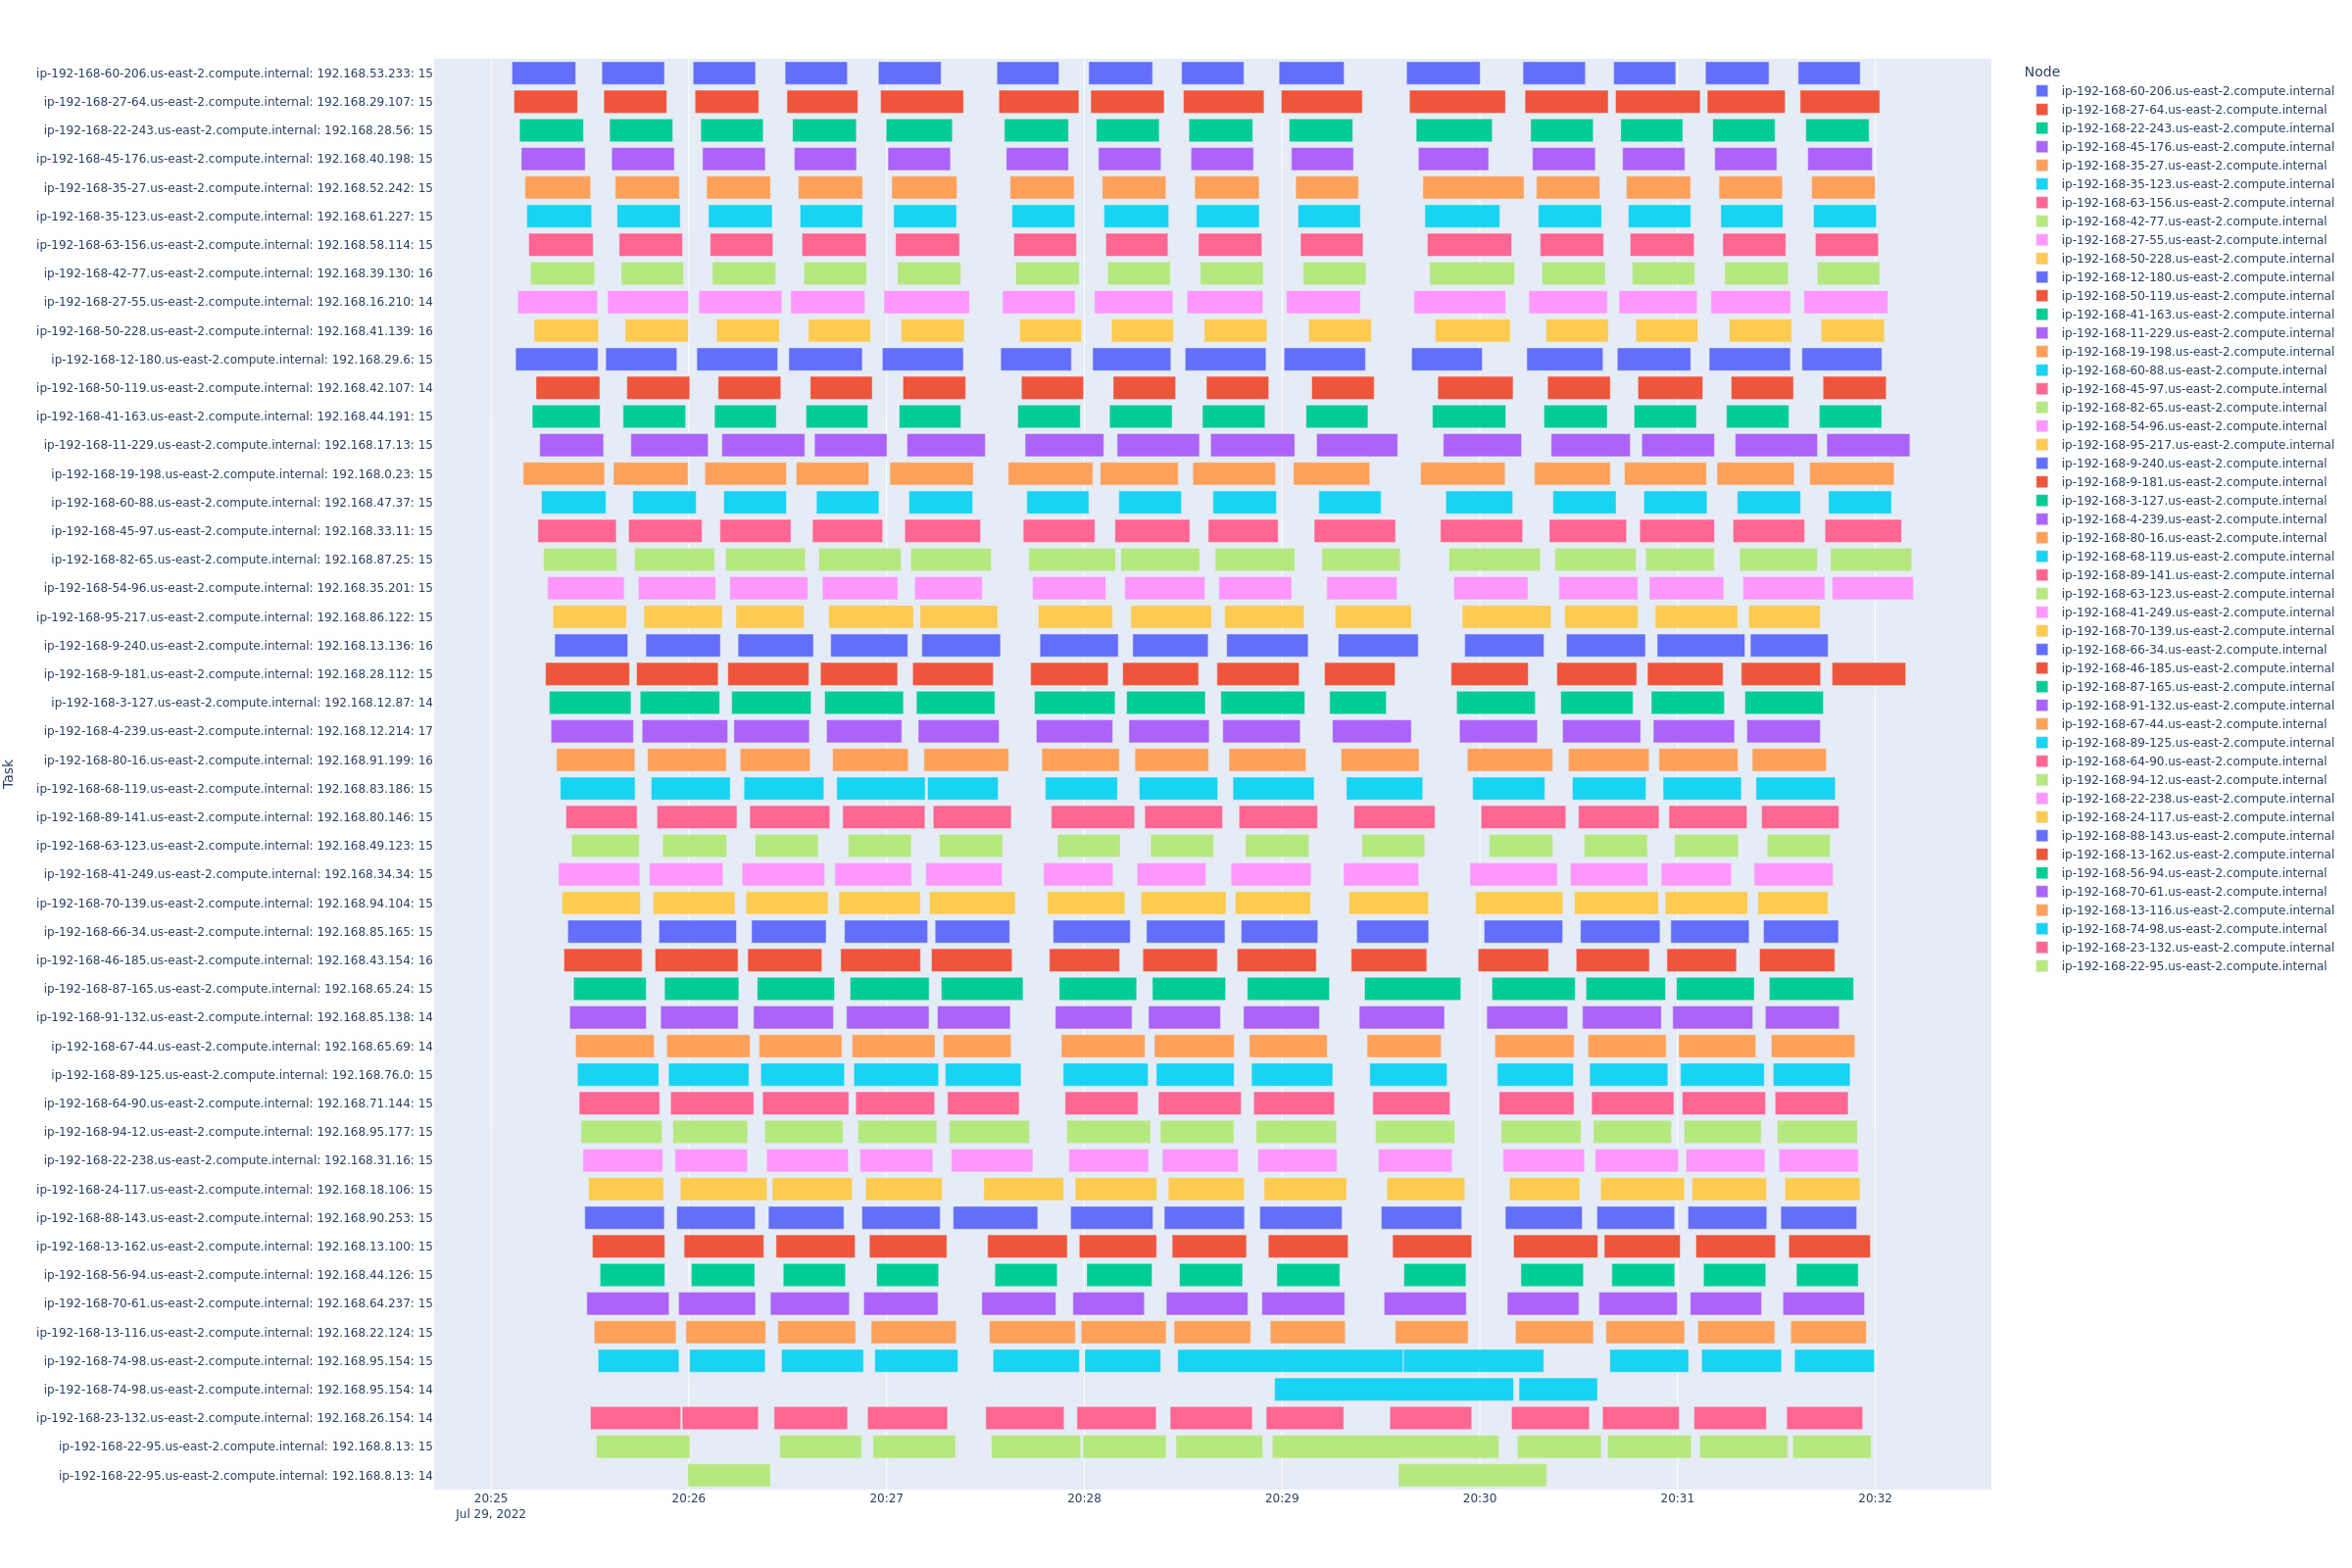 ip-192-168-60-206.us-east-2.compute.internal: 192.168.53.233: 15
ip-192-168-27-64.us-east-2.compute.internal: 192.168.29.107: 15
ip-192-168-22-243.us-east-2.compute.internal: 192.168.28.56: 15
ip-192-168-45-176.us-east-2.compute.internal: 192.168.40.198: 15
ip-192-168-35-27.us-east-2.compute.internal: 192.168.52.242: 15
ip-192-168-35-123.us-east-2.compute.internal: 192.168.61.227: 15
ip-192-168-63-156.us-east-2.compute.internal: 192.168.58.114: 15
ip-192-168-42-77.us-east-2.compute.internal: 192.168.39.130: 16
ip-192-168-27-55.us-east-2.compute.internal: 192.168.16.210: 14
ip-192-168-50-228.us-east-2.compute.internal: 192.168.41.139: 16
ip-192-168-12-180.us-east-2.compute.internal: 192.168.29.6: 15
ip-192-168-50-119.us-east-2.compute.internal: 192.168.42.107: 14
ip-192-168-41-163.us-east-2.compute.internal: 192.168.44.191: 15
ip-192-168-11-229.us-east-2.compute.internal: 192.168.17.13: 15
ip-192-168-19-198.us-east-2.compute.internal: 192.168.0.23: 15
ip-192-168-60-88.us-east-2.compute.internal: 192.168.47.37: 15
ip-192-168-45-97.us-east-2.compute.internal: 192.168.33.11: 15
ip-192-168-82-65.us-east-2.compute.internal: 192.168.87.25: 15
ip-192-168-54-96.us-east-2.compute.internal: 192.168.35.201: 15
ip-192-168-95-217.us-east-2.compute.internal: 192.168.86.122: 15
ip-192-168-9-240.us-east-2.compute.internal: 192.168.13.136: 16
ip-192-168-9-181.us-east-2.compute.internal: 192.168.28.112: 15
ip-192-168-3-127.us-east-2.compute.internal: 192.168.12.87: 14
ip-192-168-4-239.us-east-2.compute.internal: 192.168.12.214: 17
ip-192-168-80-16.us-east-2.compute.internal: 192.168.91.199: 16
ip-192-168-68-119.us-east-2.compute.internal: 192.168.83.186: 15
ip-192-168-89-141.us-east-2.compute.internal: 192.168.80.146: 15
ip-192-168-63-123.us-east-2.compute.internal: 192.168.49.123: 15
ip-192-168-41-249.us-east-2.compute.internal: 192.168.34.34: 15
ip-192-168-70-139.us-east-2.compute.internal: 192.168.94.104: 15
ip-192-168-66-34.us-east-2.compute.internal: 192.168.85.165: 15
ip-192-168-46-185.us-east-2.compute.internal: 192.168.43.154: 16
ip-192-168-87-165.us-east-2.compute.internal: 192.168.65.24: 15
ip-192-168-91-132.us-east-2.compute.internal: 192.168.85.138: 14
ip-192-168-67-44.us-east-2.compute.internal: 192.168.65.69: 14
ip-192-168-89-125.us-east-2.compute.internal: 192.168.76.0: 15
ip-192-168-64-90.us-east-2.compute.internal: 192.168.71.144: 15
ip-192-168-94-12.us-east-2.compute.internal: 192.168.95.177: 15
ip-192-168-22-238.us-east-2.compute.internal: 192.168.31.16: 15
ip-192-168-24-117.us-east-2.compute.internal: 192.168.18.106: 15
ip-192-168-88-143.us-east-2.compute.internal: 192.168.90.253: 15
ip-192-168-13-162.us-east-2.compute.internal: 192.168.13.100: 15
ip-192-168-56-94.us-east-2.compute.internal: 192.168.44.126: 15
ip-192-168-70-61.us-east-2.compute.internal: 192.168.64.237: 15
ip-192-168-13-116.us-east-2.compute.internal: 192.168.22.124: 15
ip-192-168-74-98.us-east-2.compute.internal: 192.168.95.154: 15
ip-192-168-74-98.us-east-2.compute.internal: 192.168.95.154: 14
ip-192-168-23-132.us-east-2.compute.internal: 192.168.26.154: 14
ip-192-168-22-95.us-east-2.compute.internal: 192.168.8.13: 15
ip-192-168-22-95.us-east-2.compute.internal: 192.168.8.13: 14
Task
20:25
20:26
20:27
20:28
20:29
20:30
20:31
20:32
Jul 29, 2022
Node
ip-192-168-60-206.us-east-2.compute.internal
ip-192-168-27-64.us-east-2.compute.internal
ip-192-168-22-243.us-east-2.compute.internal
ip-192-168-45-176.us-east-2.compute.internal
ip-192-168-35-27.us-east-2.compute.internal
ip-192-168-35-123.us-east-2.compute.internal
ip-192-168-63-156.us-east-2.compute.internal
ip-192-168-42-77.us-east-2.compute.internal
ip-192-168-27-55.us-east-2.compute.internal
ip-192-168-50-228.us-east-2.compute.internal
ip-192-168-12-180.us-east-2.compute.internal
ip-192-168-50-119.us-east-2.compute.internal
ip-192-168-41-163.us-east-2.compute.internal
ip-192-168-11-229.us-east-2.compute.internal
ip-192-168-19-198.us-east-2.compute.internal
ip-192-168-60-88.us-east-2.compute.internal
ip-192-168-45-97.us-east-2.compute.internal
ip-192-168-82-65.us-east-2.compute.internal
ip-192-168-54-96.us-east-2.compute.internal
ip-192-168-95-217.us-east-2.compute.internal
ip-192-168-9-240.us-east-2.compute.internal
ip-192-168-9-181.us-east-2.compute.internal
ip-192-168-3-127.us-east-2.compute.internal
ip-192-168-4-239.us-east-2.compute.internal
ip-192-168-80-16.us-east-2.compute.internal
ip-192-168-68-119.us-east-2.compute.internal
ip-192-168-89-141.us-east-2.compute.internal
ip-192-168-63-123.us-east-2.compute.internal
ip-192-168-41-249.us-east-2.compute.internal
ip-192-168-70-139.us-east-2.compute.internal
ip-192-168-66-34.us-east-2.compute.internal
ip-192-168-46-185.us-east-2.compute.internal
ip-192-168-87-165.us-east-2.compute.internal
ip-192-168-91-132.us-east-2.compute.internal
ip-192-168-67-44.us-east-2.compute.internal
ip-192-168-89-125.us-east-2.compute.internal
ip-192-168-64-90.us-east-2.compute.internal
ip-192-168-94-12.us-east-2.compute.internal
ip-192-168-22-238.us-east-2.compute.internal
ip-192-168-24-117.us-east-2.compute.internal
ip-192-168-88-143.us-east-2.compute.internal
ip-192-168-13-162.us-east-2.compute.internal
ip-192-168-56-94.us-east-2.compute.internal
ip-192-168-70-61.us-east-2.compute.internal
ip-192-168-13-116.us-east-2.compute.internal
ip-192-168-74-98.us-east-2.compute.internal
ip-192-168-23-132.us-east-2.compute.internal
ip-192-168-22-95.us-east-2.compute.internal